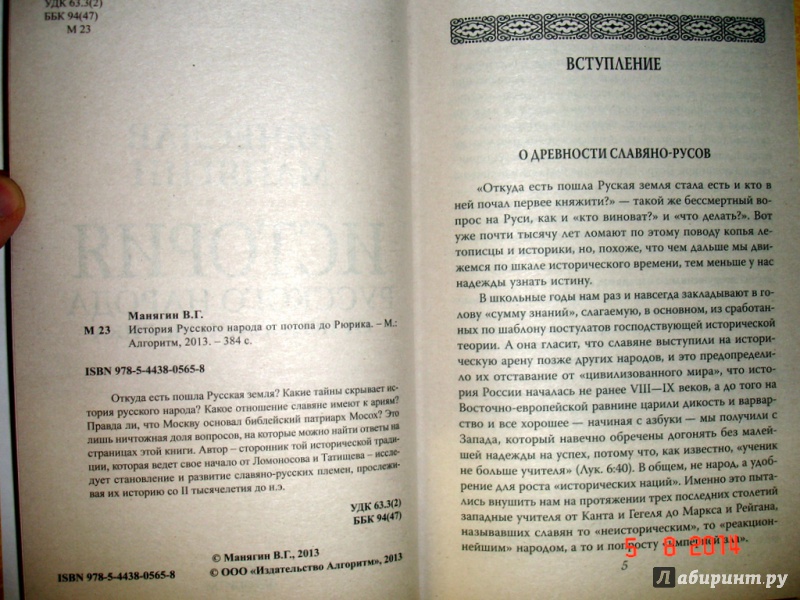 УДК 63.3(2)
ББК 94(47)
М 23
Манягин В.Г.
М 23 История Русского народа от потопа до Рюрика. – М.:
Алгоритм, 2013. – 384 с.
ISBN 978-5-4438-0565-8
Откуда есть пошла Русская земля? Какие тайны скрывает ис-
тория русского народа? Какое отношение славяне имеют к ариям?
Правда ли, что Москву основал библейский патриарх Мосох? Это
лишь ничтожная доля вопросов, на которые можно найти ответы на
страницах этой книги. Автор – сторонник той исторической тради-
ции, которая ведет свое начало от Ломоносова и Татищева – иссле-
дует становление и развитие славяно-русских племен, прослежи-
вая их историю со II тысячелетия до н.э.
УДК 63.3(2)
ББК 94(47)
© Манягин В.Г., 2013
ISBN 978-5-4438-0565-8 © ООО «Издательство Алгоритм», 2013
ВСТУПЛЕНИЕ
О ДРЕВНОСТИ СЛАВЯНО-РУСОВ
“Откуда есть пошла Руская земля стала есть и кто в
ней почал первее княжити?» — такой же бессмертный во-
прос на Руси, как и «кто виноват?» и «что делать?». Вот
уже почти тысячу лет ломают по этому поводу копья ле-
тописцы и историки, но, похоже, что чем дальше мы дви-
жемся по шкале исторического времени, тем меньше у нас
надежды узнать истину.
В школьные годы нам раз и навсегда закладывают в го-
лову «сумму знаний», слагаемую, в основном, из сработан-
ных по шаблону постулатов господствующей исторической
теории. А она гласит, что славяне выступили на историче-
скую арену позже других народов, и это предопредели-
ло их отставание от «цивилизованного мира», что исто-
рия России началась не ранее VIII—IX веков, а до того на
Восточно-европейской равнине царили дикость и варвар-
ство и все хорошее — начиная с азбуки — мы получили с
Запада, который навечно обречены догонять без малей-
шей надежды на успех, потому что, как известно, «ученик
не больше учителя» (Лук. 6:40). В общем, не народ, а удоб-
рение для роста «исторических наций». Именно это пыта-
лись внушить нам на протяжении трех последних столетий
западные учителя от Канта и Гегеля до Маркса и Рейгана,
называвших славян то «неисторическим», то «реакцион-
нейшим» народом, а то и попросту «империей зла».
5
5 8 2014
Лабиринт.ру